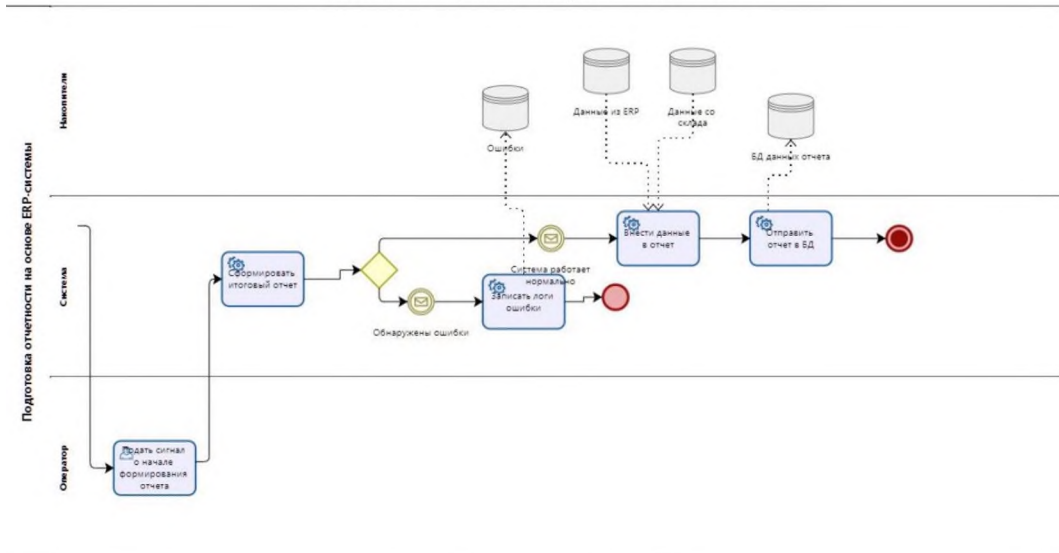 Подготовка отчетности на основе ERP-системы
Накопители
Ошибки
Данные из ERP
Данные со
склада
БД данных отчета
Система
Сформировать
итоговый отчет
Система работает
нормально
Внести данные
в отчет
Отправить
отчет в БД
Обнаружены ошибки
Записать логи
ошибки
Оператор
Подать сигнал
о начале
формирования
отчета